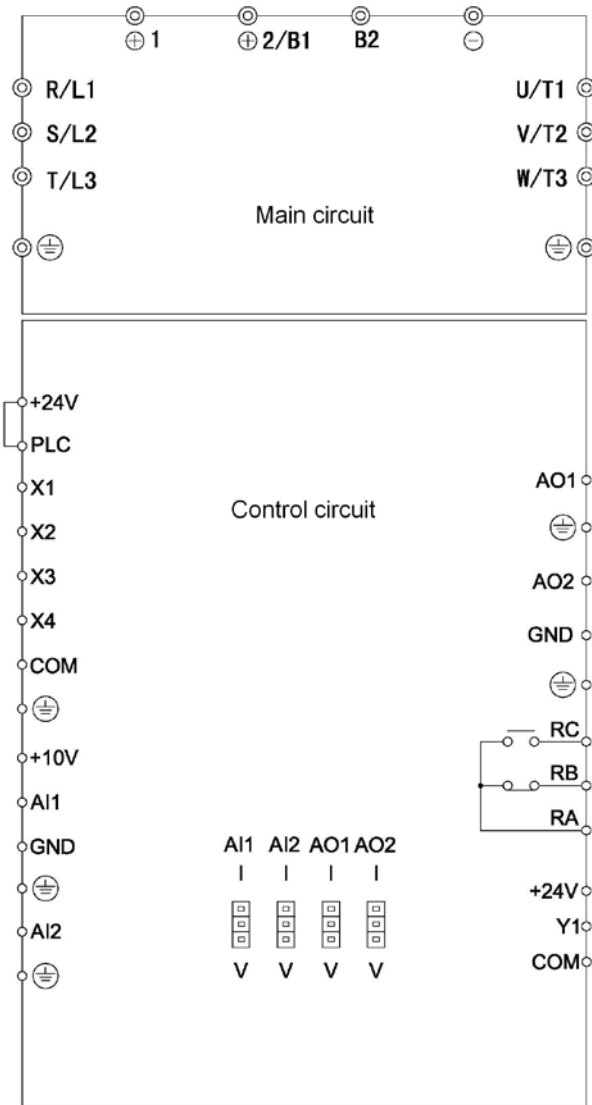 ⊕ 1 ⊕ 2/B1 B2 ⊖
R/L1 U/T1
S/L2 V/T2
T/L3 W/T3
Main circuit
+24V
PLC
X1 AO1
Control circuit
X2
X3 AO2
X4 GND
COM
RC
+10V
RB
AI1
RA
GND AI1 AI2 AO1 AO2
I I I I
+24V
AI2 Y1
COM
V V V V